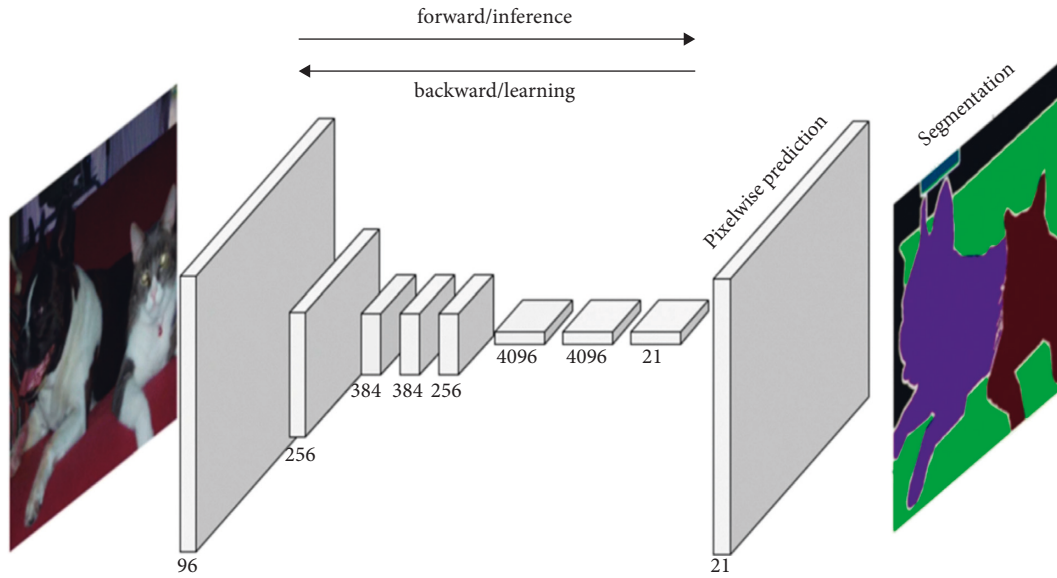 forward/inference
backward/learning
Pixelwise prediction
Segmentation
96
256
384
384
256
4096
4096
21
21